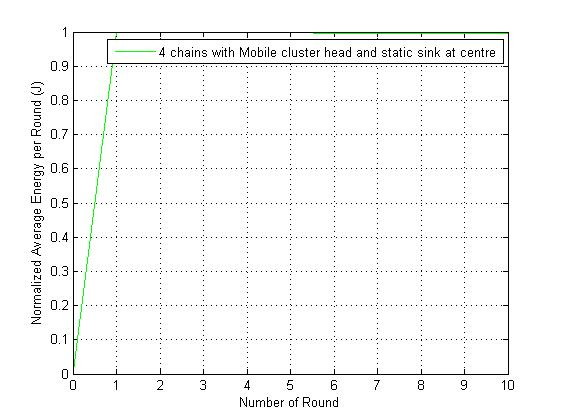 4 chains with Mobile cluster head and static sink at centre
Normalized Average Energy per Round (J)
1
0.9
0.8
0.7
0.6
0.5
0.4
0.3
0.2
0.1
0
0 1 2 3 4 5 6 7 8 9 10
Number of Round